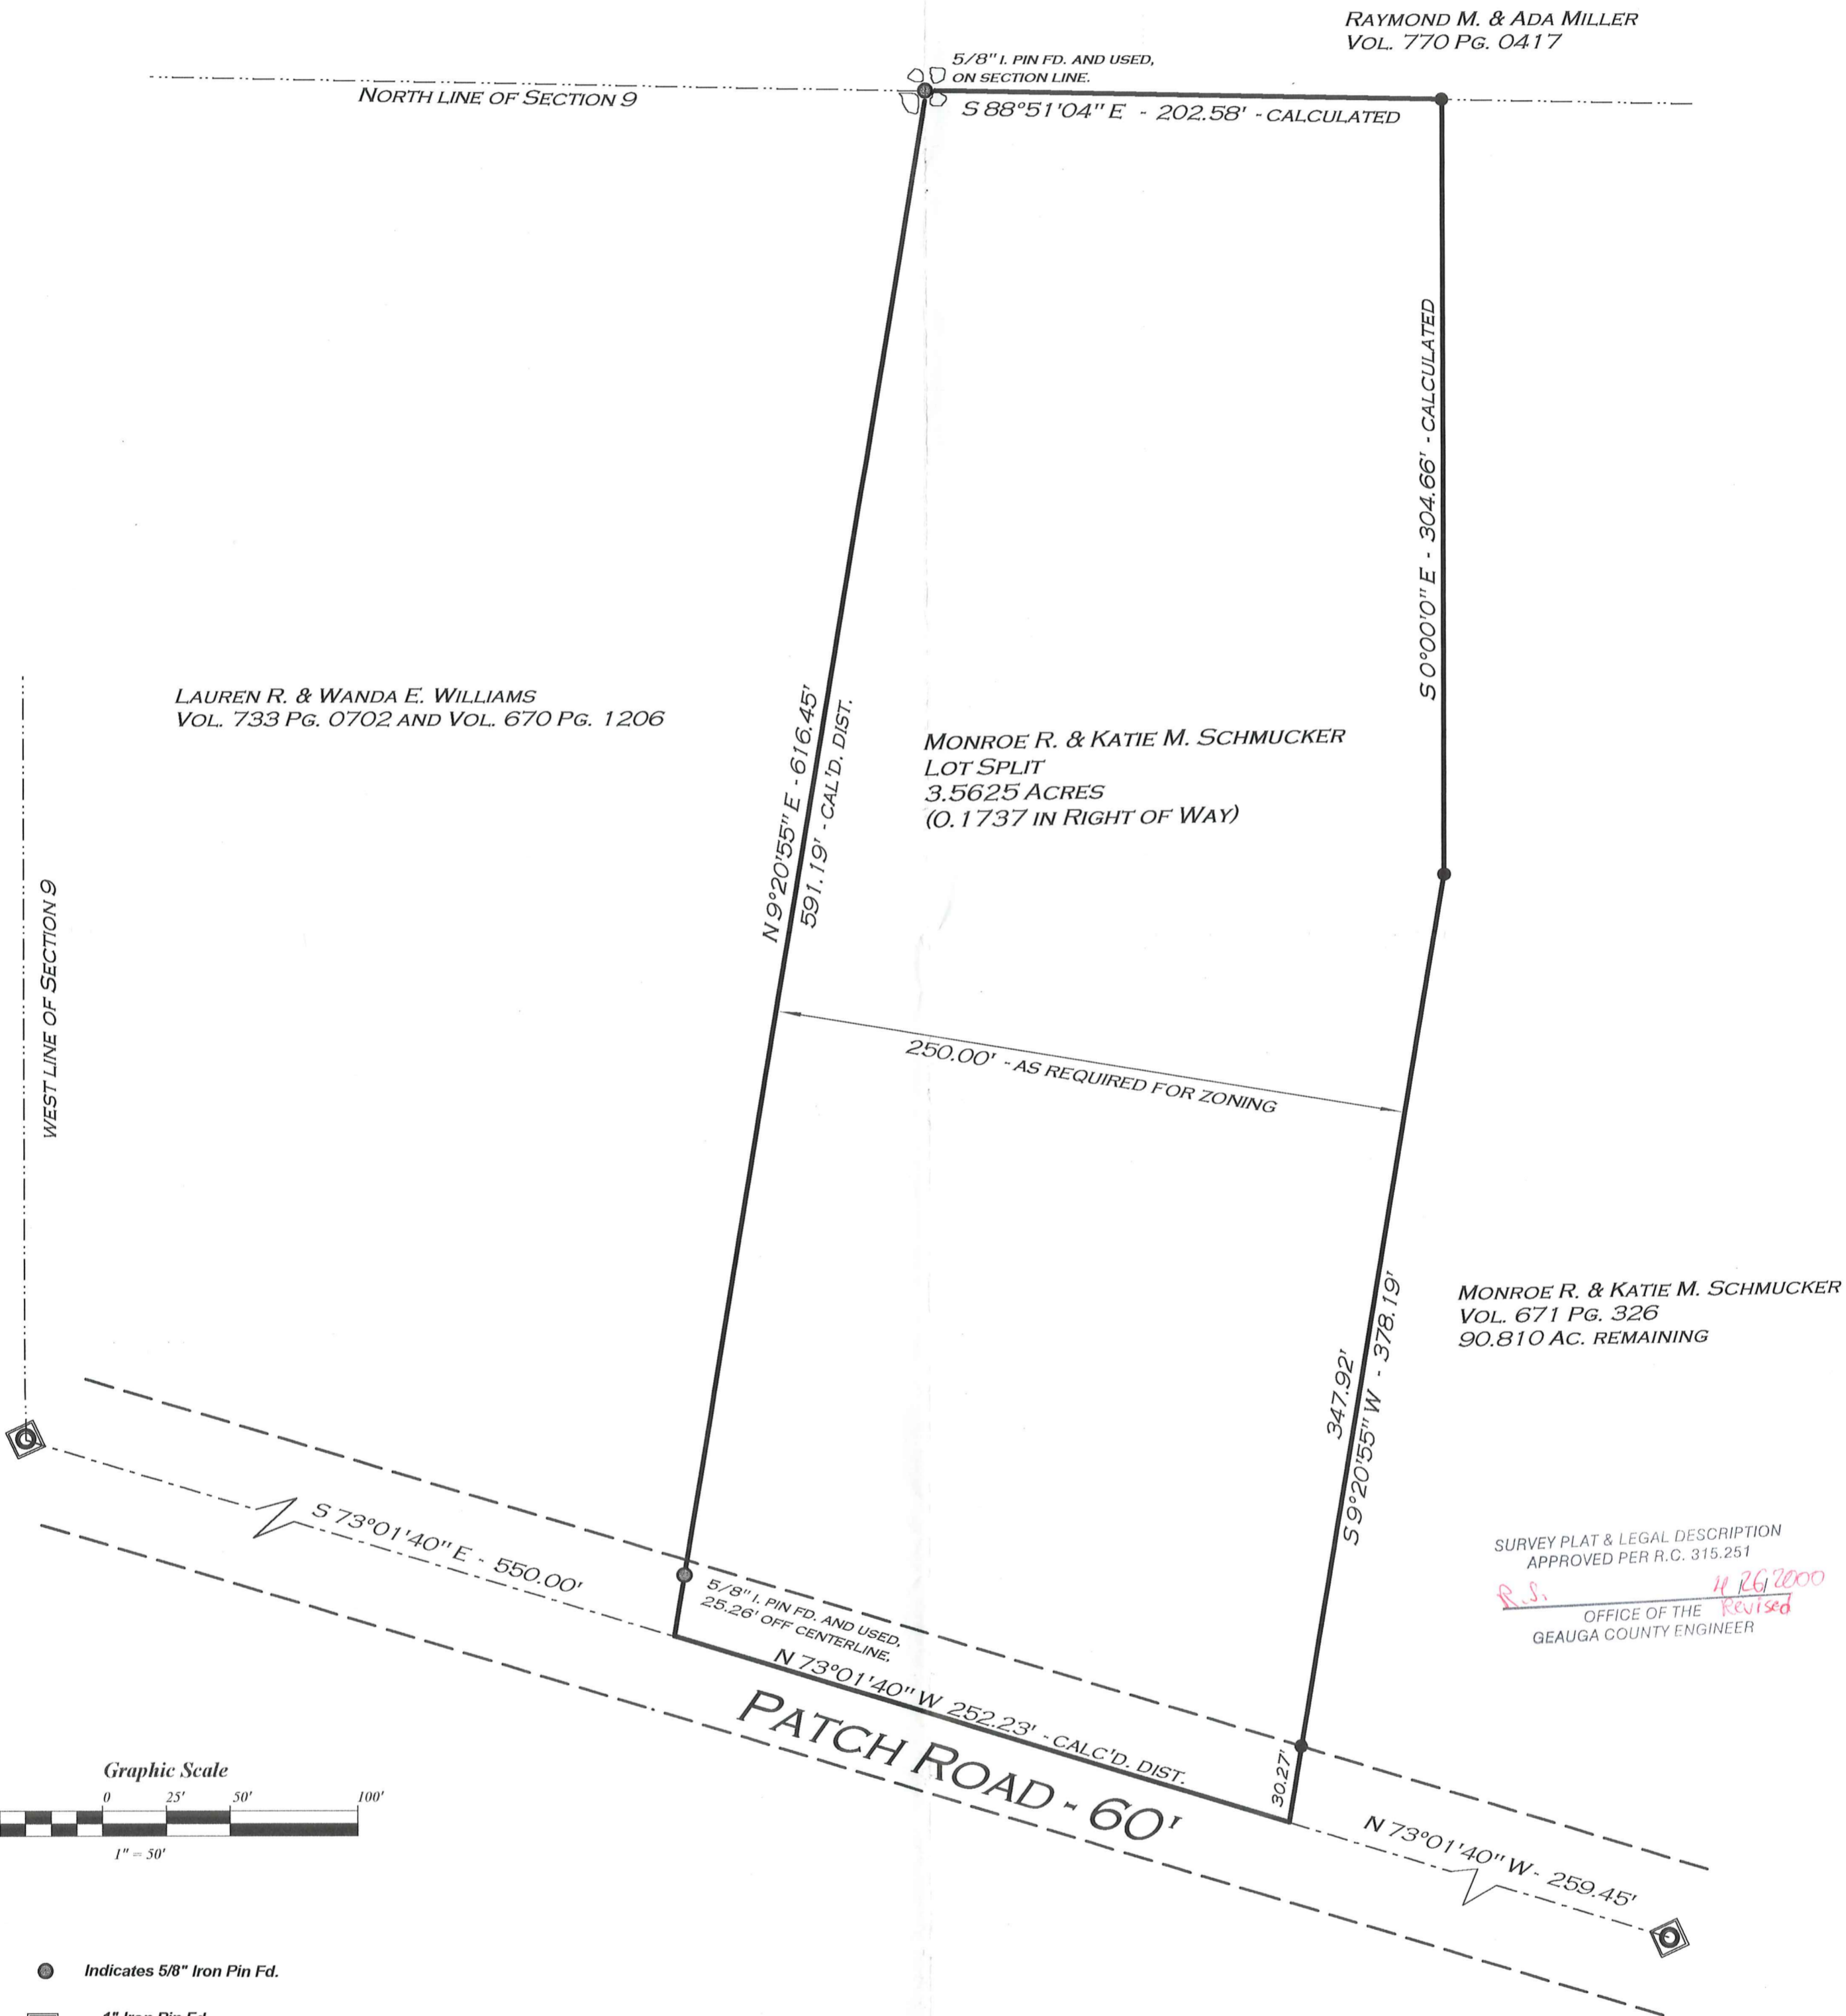 RAYMOND M. & ADA MILLER
VOL. 770 PG. 0417
5/8" I. PIN FD. AND USED,
ON SECTION LINE.
NORTH LINE OF SECTION 9
S 88°51'04" E - 202.58' - CALCULATED
S 0°00'0" E - 304.66' - CALCULATED
LAUREN R. & WANDA E. WILLIAMS
VOL. 733 PG. 0702 AND VOL. 670 PG. 1206
N 9°20'55" E - 616.45'
591.19' - CAL'D. DIST.
MONROE R. & KATIE M. SCHMUCKER
LOT SPLIT
3.5625 ACRES
(0.1737 IN RIGHT OF WAY)
WEST LINE OF SECTION 9
250.00' - AS REQUIRED FOR ZONING
MONROE R. & KATIE M. SCHMUCKER
VOL. 671 PG. 326
90.810 AC. REMAINING
347.92'
S 9°20'55" W - 378.19'
S 73°01'40" E - 550.00'
5/8" I. PIN FD. AND USED,
25.26' OFF CENTERLINE.
N 73°01'40" W 252.23' - CALC'D. DIST.
PATCH ROAD - 60'
30.27'
N 73°01'40" W - 259.45'
SURVEY PLAT & LEGAL DESCRIPTION
APPROVED PER R.C. 315.251
R.S. 4/26/2000
OFFICE OF THE Revised
GEAUGA COUNTY ENGINEER
Graphic Scale
0 25' 50' 100'
1" = 50'
Indicates 5/8" Iron Pin Fd.
1" Iron Pin Fd.